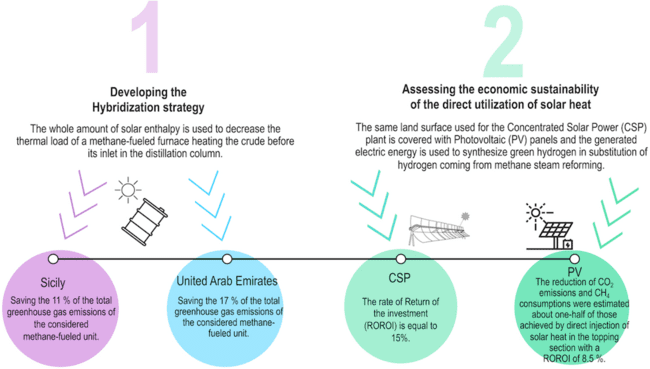 1
Developing the
Hybridization strategy
The whole amount of solar enthalpy is used to decrease the
thermal load of a methane-fueled furnace heating the crude before
its inlet in the distillation column.
2
Assessing the economic sustainability
of the direct utilization of solar heat
The same land surface used for the Concentrated Solar Power (CSP)
plant is covered with Photovoltaic (PV) panels and the generated
electric energy is used to synthesize green hydrogen in substitution of
hydrogen coming from methane steam reforming.
Sicily
Saving the 11 % of the total
greenhouse gas emissions of
the considered
methane-fueled unit.
United Arab Emirates
Saving the 17 % of the total
greenhouse gas emissions of
the considered methane-
fueled unit.
CSP
The rate of Return of
the investment
(ROROI) is equal to
15%.
PV
The reduction of CO₂
emissions and CH₄
consumptions were estimated
about one-half of those
achieved by direct injection of
solar heat in the topping
section with a
ROROI of 8.5 %.